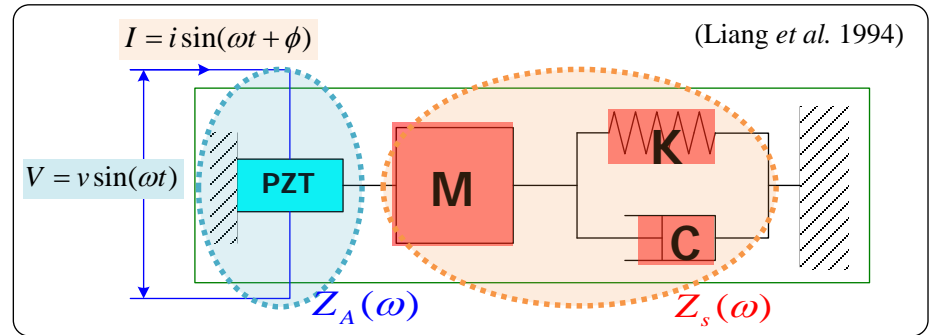 I = i sin(ωt + ϕ)
(Liang et al. 1994)
V = v sin(ωt)
PZT
M
K
C
Z_A(ω)
Z_s(ω)